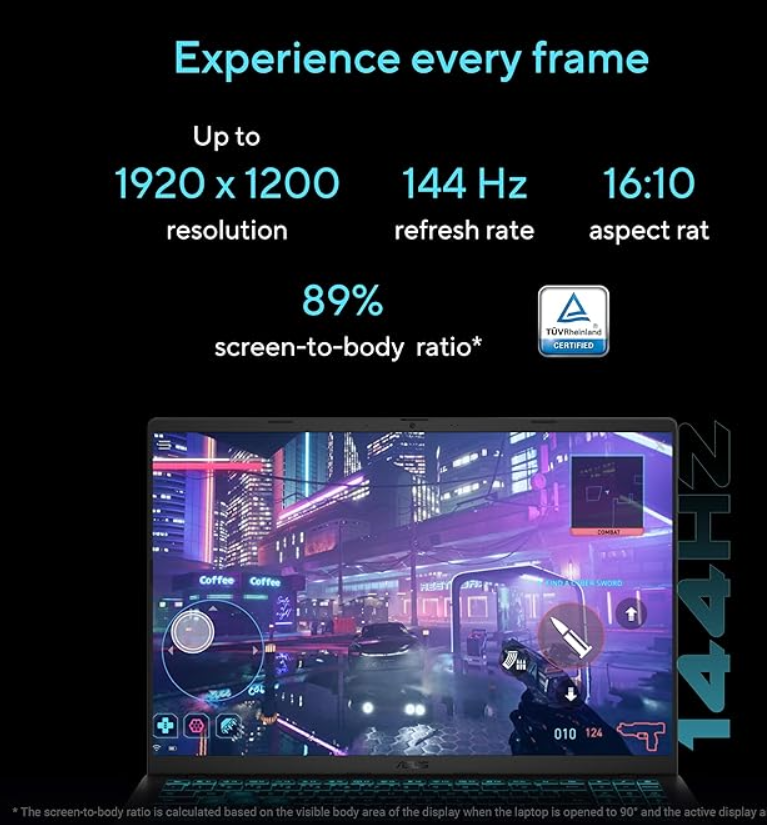 Experience every frame
Up to
1920 x 1200
144 Hz
16:10
resolution
refresh rate
aspect rat
89%
screen-to-body ratio*
TÜVRheinland®
CERTIFIED
144HZ
COMBAT
Coffee Coffee
FIND A CYBER SWORD
010 124
ASUS
* The screen-to-body ratio is calculated based on the visible body area of the display when the laptop is opened to 90° and the active display a